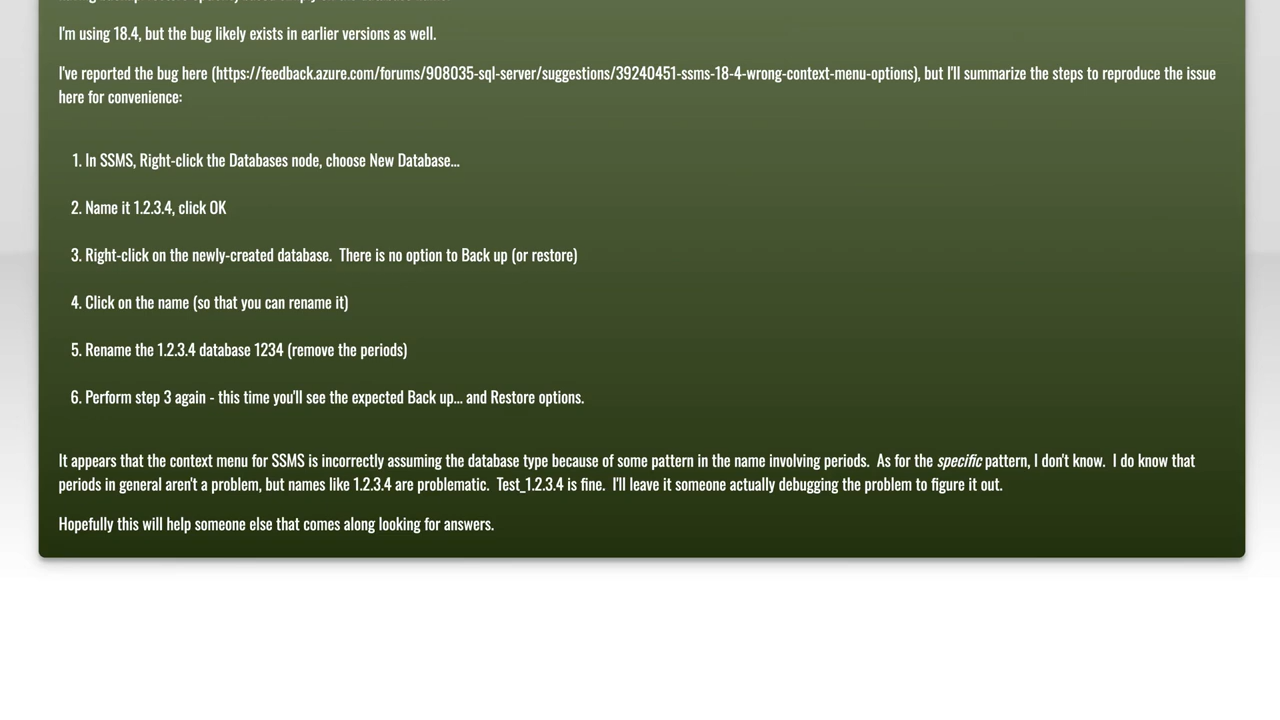 I'm using 18.4, but the bug likely exists in earlier versions as well.
I've reported the bug here (https://feedback.azure.com/forums/908035-sql-server/suggestions/39240451-ssms-18-4-wrong-context-menu-options), but I'll summarize the steps to reproduce the issue
here for convenience:
1. In SSMS, Right-click the Databases node, choose New Database...
2. Name it 1.2.3.4, click OK
3. Right-click on the newly-created database.  There is no option to Back up (or restore)
4. Click on the name (so that you can rename it)
5. Rename the 1.2.3.4 database 1234 (remove the periods)
6. Perform step 3 again - this time you'll see the expected Back up... and Restore options.
It appears that the context menu for SSMS is incorrectly assuming the database type because of some pattern in the name involving periods.  As for the specific pattern, I don't know.  I do know that
periods in general aren't a problem, but names like 1.2.3.4 are problematic.  Test_1.2.3.4 is fine.  I'll leave it someone actually debugging the problem to figure it out.
Hopefully this will help someone else that comes along looking for answers.